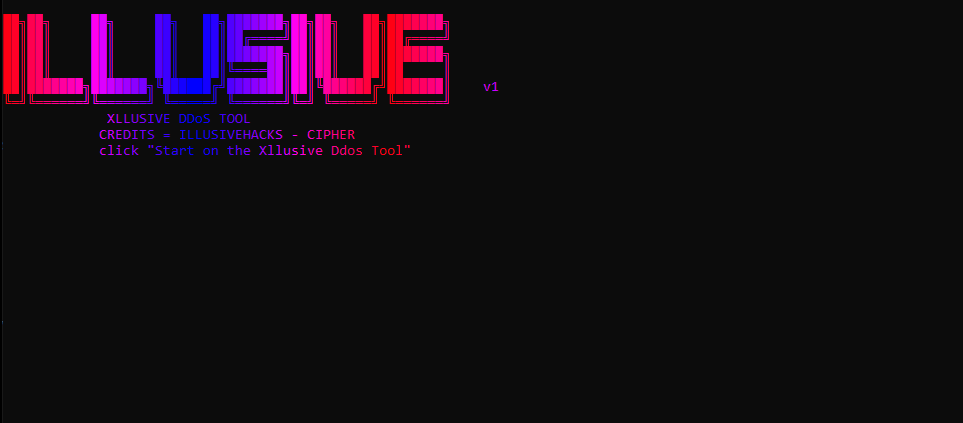 ILLUSIVE
v1
XLLUSIVE DDoS TOOL
CREDITS = ILLUSIVEHACKS - CIPHER
click "Start on the Xllusive Ddos Tool"